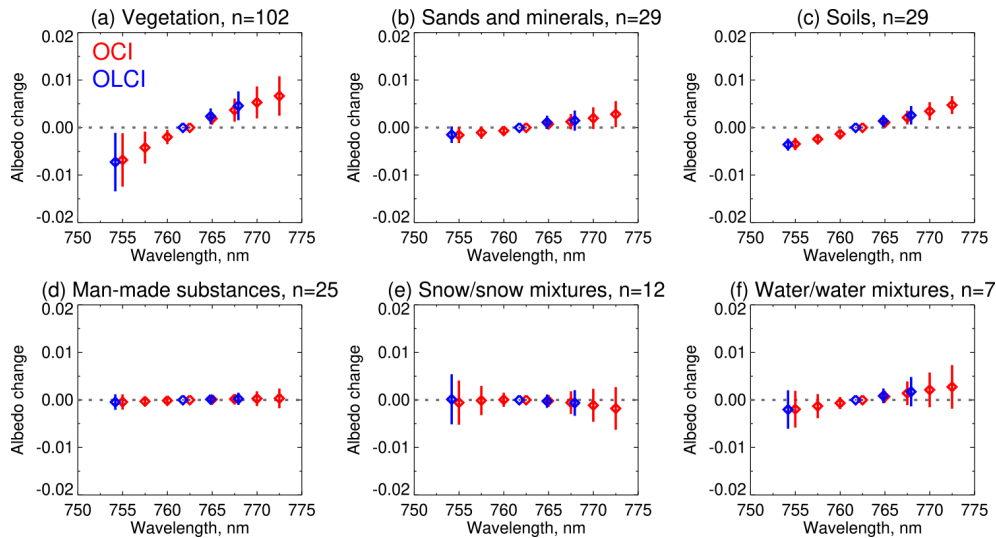 (a) Vegetation, n=102
OCI
OLCI
0.02
0.01
0.00
-0.01
-0.02
Albedo change
750 755 760 765 770 775
Wavelength, nm
(b) Sands and minerals, n=29
0.02
0.01
0.00
-0.01
-0.02
Albedo change
750 755 760 765 770 775
Wavelength, nm
(c) Soils, n=29
0.02
0.01
0.00
-0.01
-0.02
Albedo change
750 755 760 765 770 775
Wavelength, nm
(d) Man-made substances, n=25
0.02
0.01
0.00
-0.01
-0.02
Albedo change
750 755 760 765 770 775
Wavelength, nm
(e) Snow/snow mixtures, n=12
0.02
0.01
0.00
-0.01
-0.02
Albedo change
750 755 760 765 770 775
Wavelength, nm
(f) Water/water mixtures, n=7
0.02
0.01
0.00
-0.01
-0.02
Albedo change
750 755 760 765 770 775
Wavelength, nm